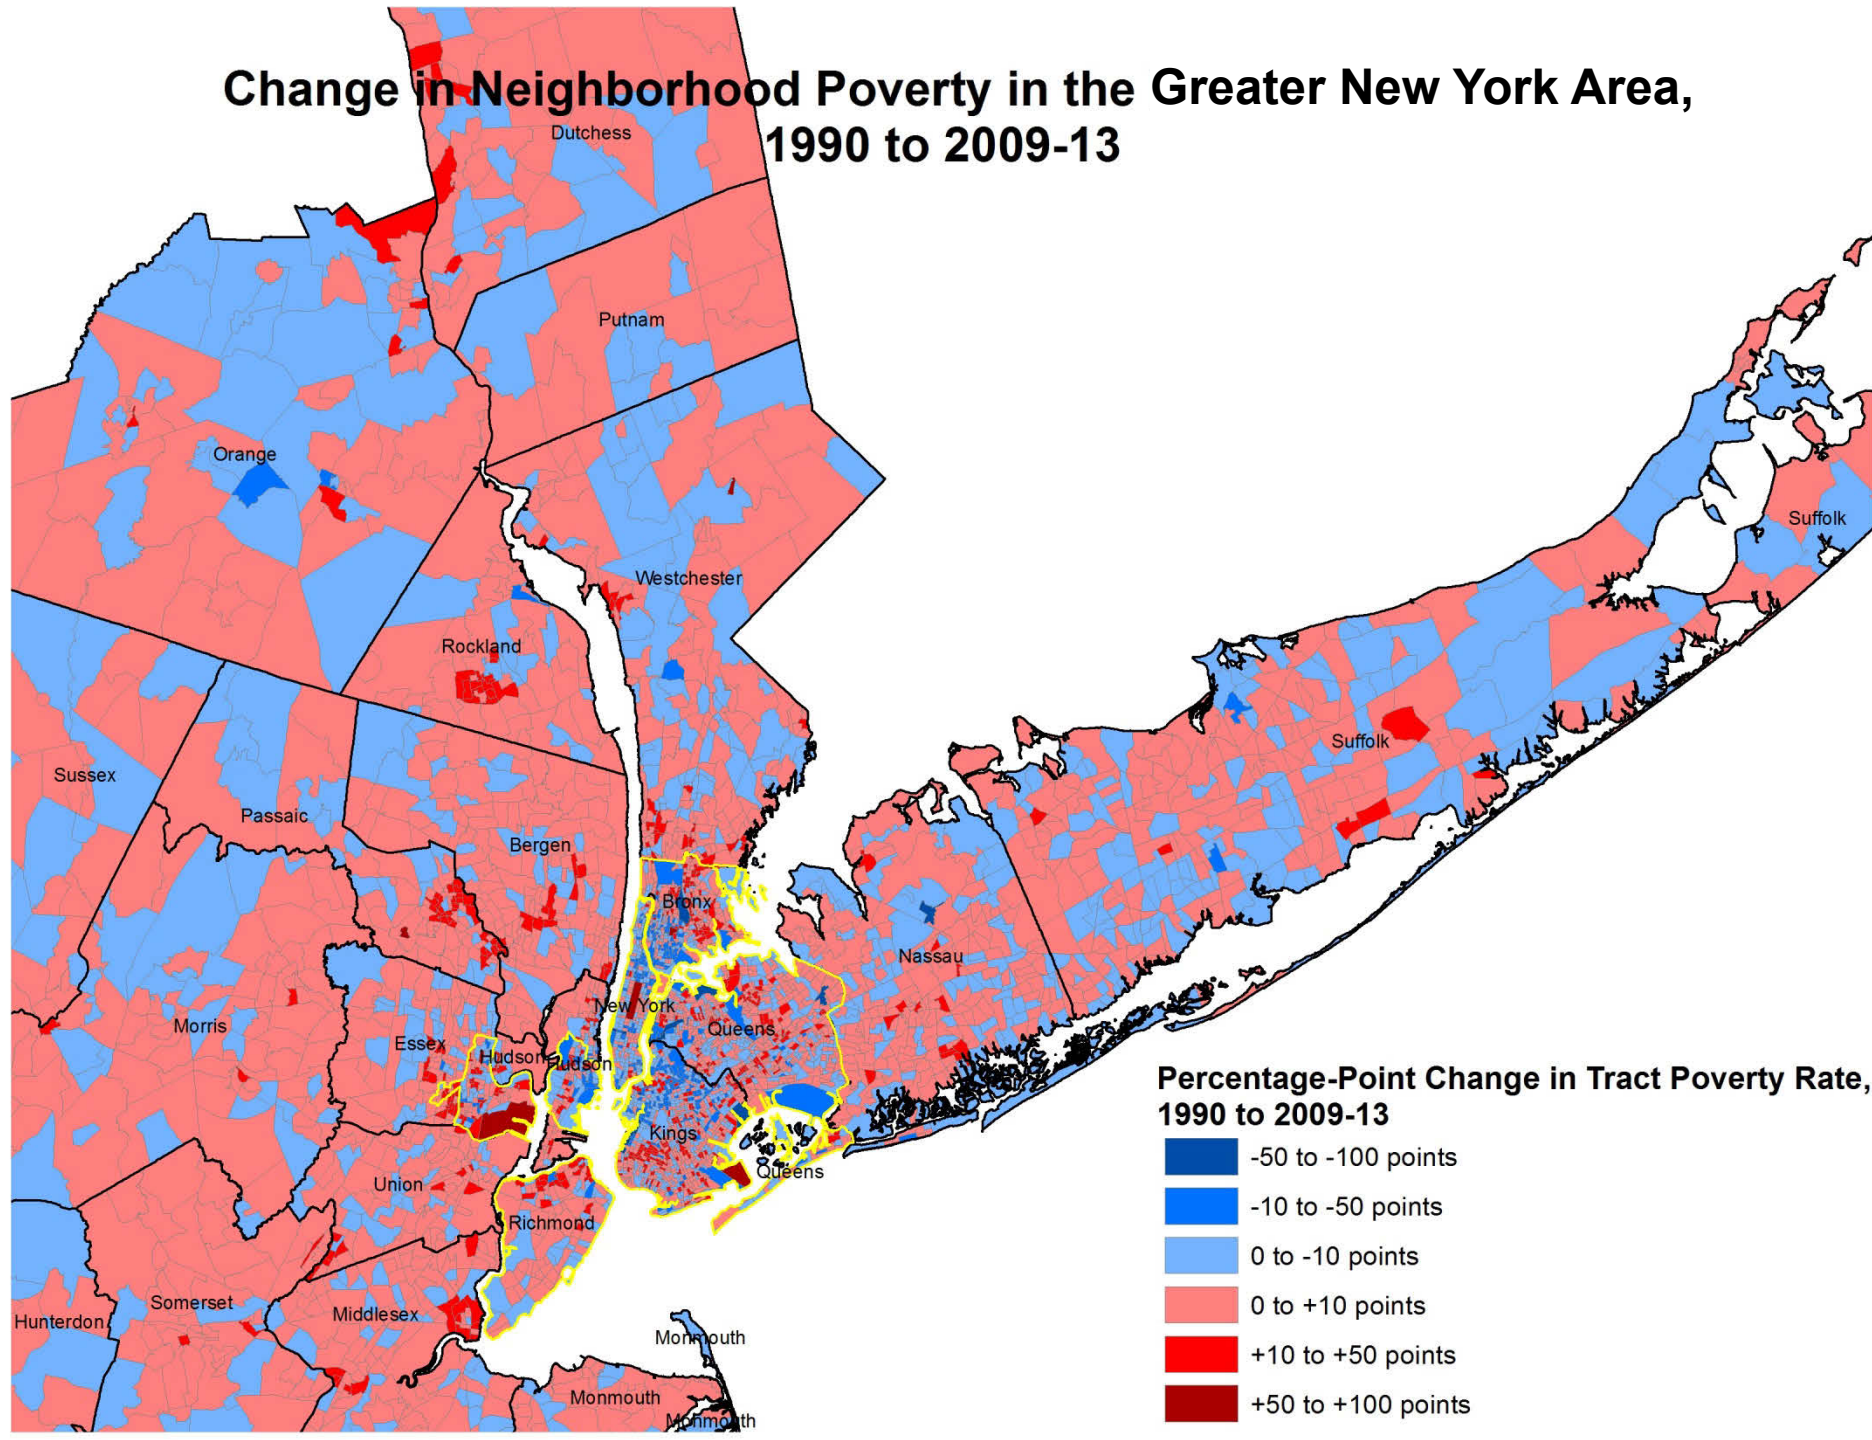 Change in Neighborhood Poverty in the Greater New York Area,
1990 to 2009-13
Dutchess
Putnam
Orange
Suffolk
Westchester
Rockland
Suffolk
Sussex
Passaic
Bergen
Bronx
Nassau
New York
Morris
Queens
Essex
Hudson
Hudson
Kings
Queens
Union
Richmond
Somerset
Middlesex
Hunterdon
Monmouth
Monmouth
Monmouth
Percentage-Point Change in Tract Poverty Rate,
1990 to 2009-13
-50 to -100 points
-10 to -50 points
0 to -10 points
0 to +10 points
+10 to +50 points
+50 to +100 points